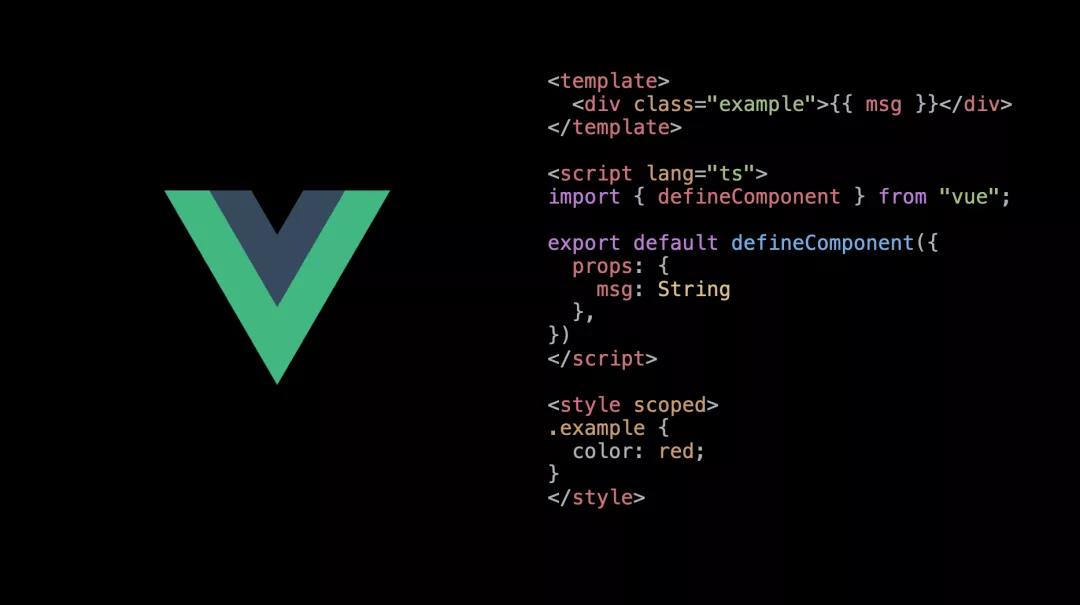 <template>
  <div class="example">{{ msg }}</div>
</template>

<script lang="ts">
import { defineComponent } from "vue";

export default defineComponent({
  props: {
    msg: String
  },
})
</script>

<style scoped>
.example {
  color: red;
}
</style>